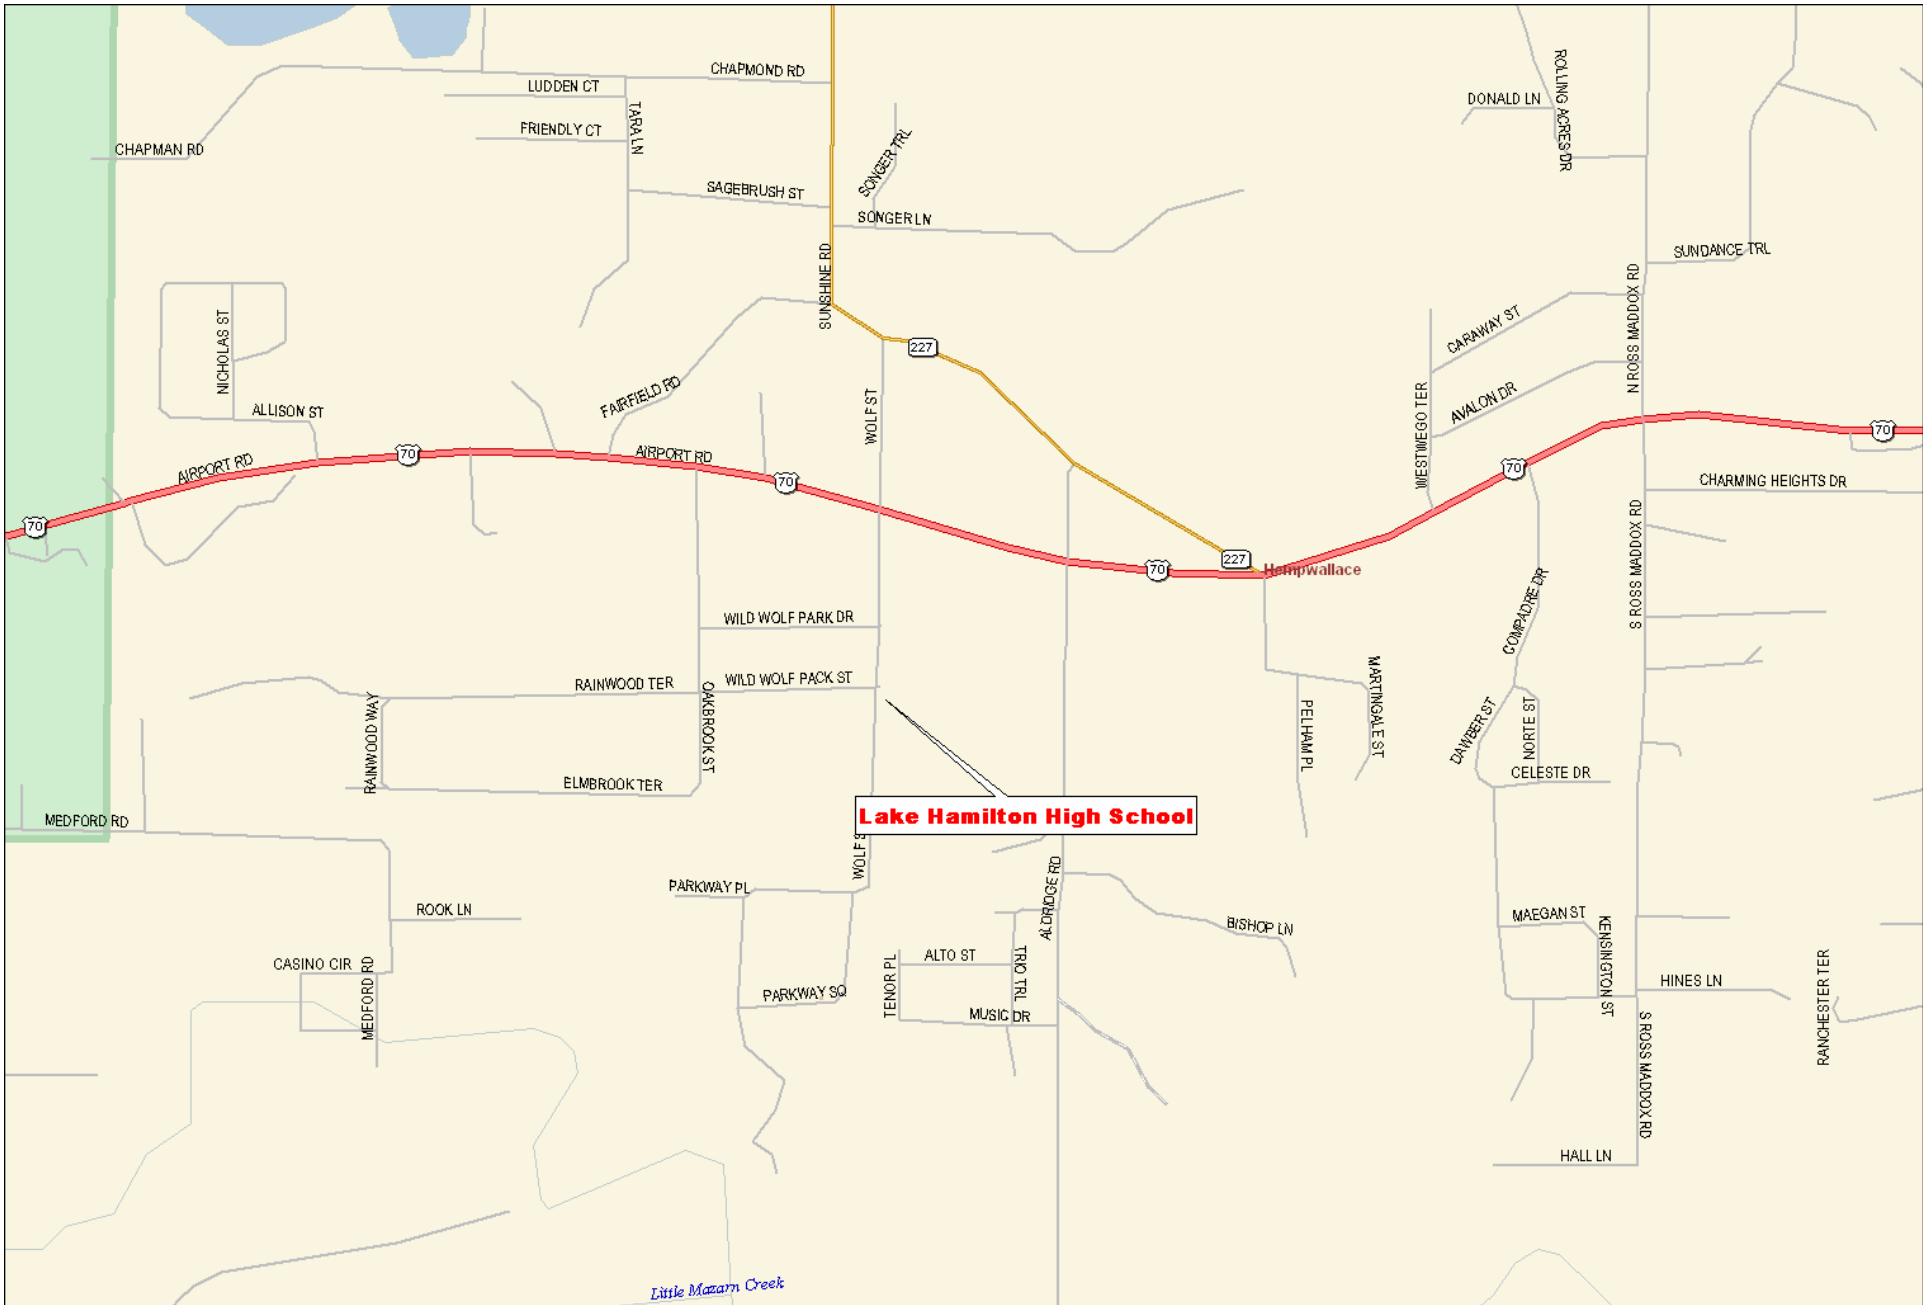 CHAPMOND RD
LUDDEN CT
FRIENDLY CT
TARA LN
CHAPMAN RD
SAGEBRUSH ST
SONGER TRL
SONGER LN
DONALD LN
ROLLING ACRES DR
SUNDANCE TRL
SUNSHINE RD
N ROSS MADDOX RD
NICHOLAS ST
ALLISON ST
FAIRFIELD RD
227
WOLF ST
CARAWAY ST
AVALON DR
WESTWEGO TER
AIRPORT RD
70
AIRPORT RD
70
70
70
70
CHARMING HEIGHTS DR
70
227
70
Hempwallace
S ROSS MADDOX RD
COMPADRE DR
WILD WOLF PARK DR
RAINWOOD TER
WILD WOLF PACK ST
RAINWOOD WAY
OAKBROOK ST
ELMBROOK TER
MARTINGALE ST
PELHAM PL
DAWBER ST
NORTE ST
CELESTE DR
Lake Hamilton High School
MEDFORD RD
WOLF S
PARKWAY PL
ROOK LN
ALDRIDGE RD
BISHOP LN
MAEGAN ST
KENSINGTON ST
CASINO CIR
MEDFORD RD
TENOR PL
ALTO ST
TRIO TRL
PARKWAY SQ
MUSIC DR
HINES LN
RANCHESTER TER
S ROSS MADDOX RD
HALL LN
Little Mazarn Creek